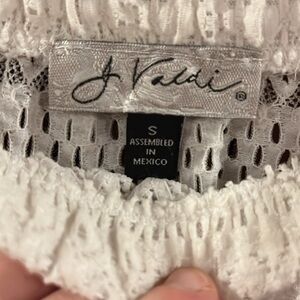 J Valdi ®
S
ASSEMBLED
IN
MEXICO